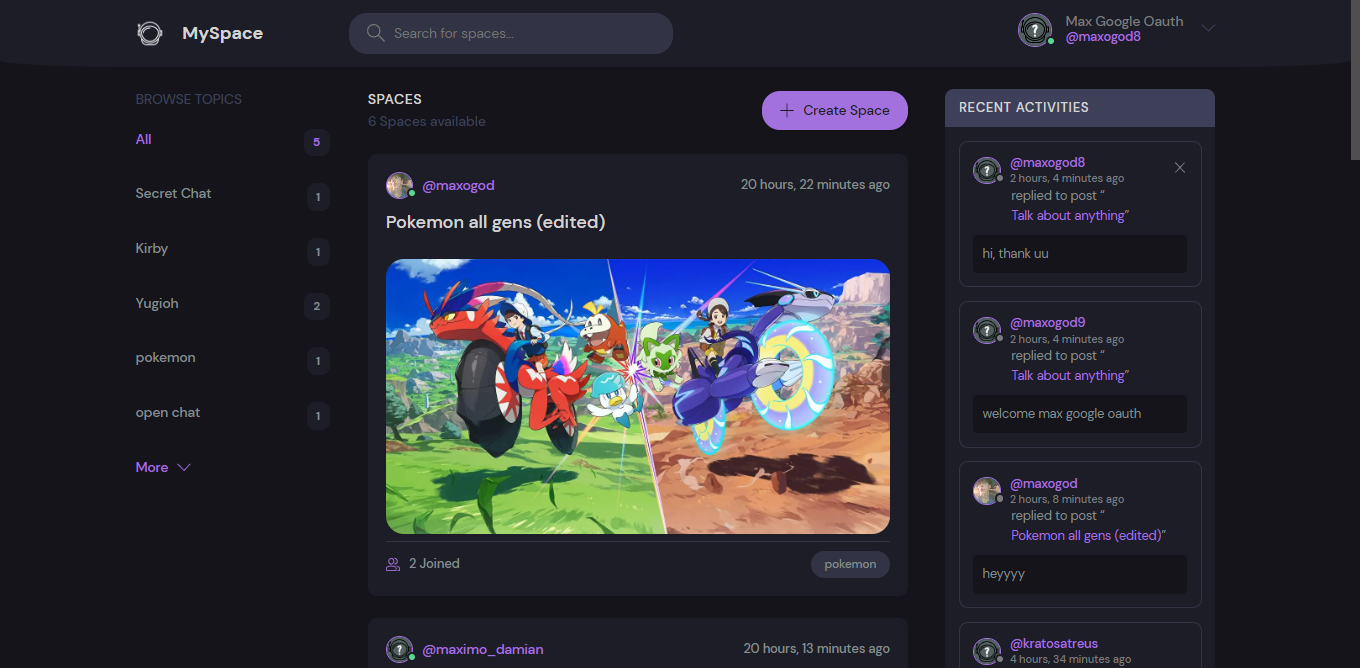 MySpace
Search for spaces...
Max Google Oauth
@maxogod8
BROWSE TOPICS
All 5
Secret Chat 1
Kirby 1
Yugioh 2
pokemon 1
open chat 1
More
SPACES
6 Spaces available
Create Space
@maxogod 20 hours, 22 minutes ago
Pokemon all gens (edited)
2 Joined pokemon
@maximo_damian 20 hours, 13 minutes ago
RECENT ACTIVITIES
@maxogod8
2 hours, 4 minutes ago
replied to post “
Talk about anything”
hi, thank uu
@maxogod9
2 hours, 4 minutes ago
replied to post “
Talk about anything”
welcome max google oauth
@maxogod
2 hours, 8 minutes ago
replied to post “
Pokemon all gens (edited)”
heyyyy
@kratosatreus
4 hours, 34 minutes ago